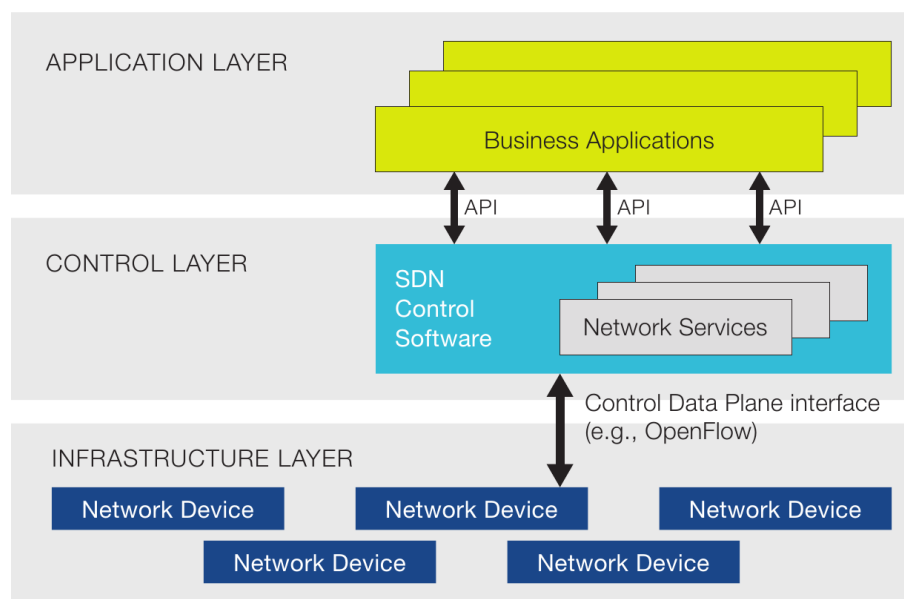 APPLICATION LAYER
Business Applications
API
API
API
CONTROL LAYER
SDN
Control
Software
Network Services
Control Data Plane interface
(e.g., OpenFlow)
INFRASTRUCTURE LAYER
Network Device
Network Device
Network Device
Network Device
Network Device